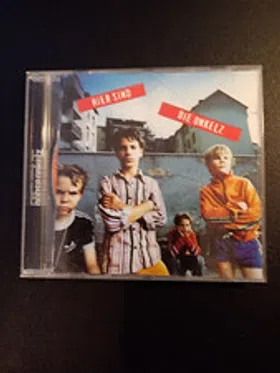 HIER SIND
DIE ONKELZ